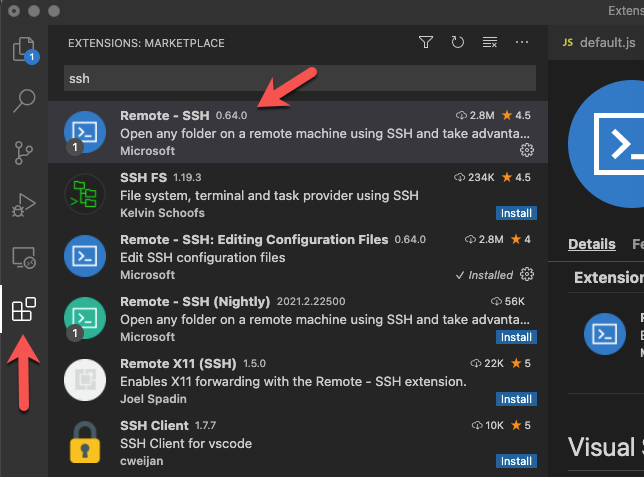 Extens
EXTENSIONS: MARKETPLACE
JS default.js
1
ssh
Remote - SSH 0.64.0 2.8M 4.5
Open any folder on a remote machine using SSH and take advanta...
1
Microsoft
SSH FS 1.19.3 234K 4.5
File system, terminal and task provider using SSH
Kelvin Schoofs Install
Remote - SSH: Editing Configuration Files 0.64.0 2.8M 4
Edit SSH configuration files
Microsoft Installed
Remote - SSH (Nightly) 2021.2.22500 56K
Open any folder on a remote machine using SSH and take advanta...
1
Microsoft Install
Remote X11 (SSH) 1.5.0 22K 5
Enables X11 forwarding with the Remote - SSH extension.
Joel Spadin Install
SSH Client 1.7.7 10K 5
SSH Client for vscode
cweijan Install
Details Fe
Extension
Visual S